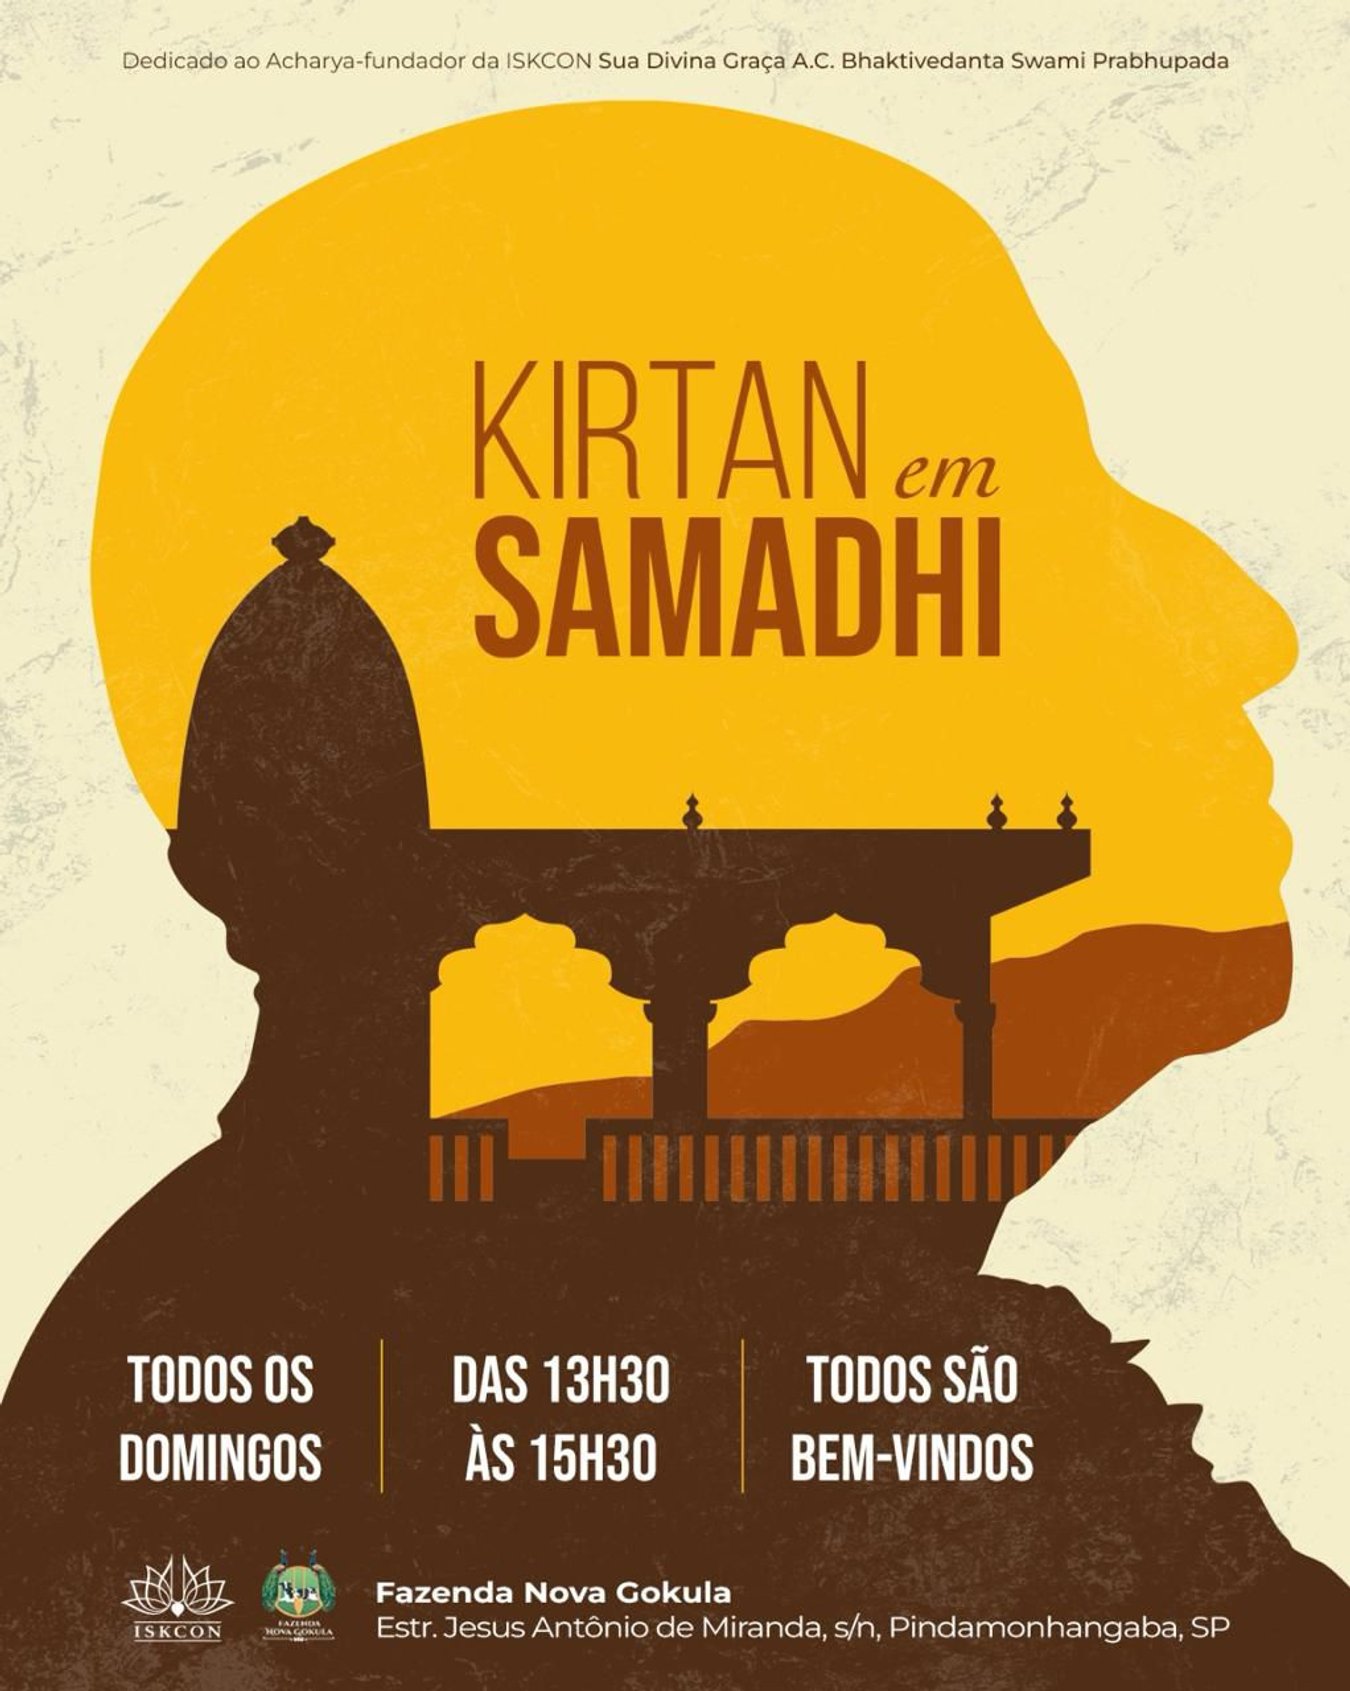 Dedicado ao Acharya-fundador da ISKCON Sua Divina Graça A.C. Bhaktivedanta Swami Prabhupada
KIRTAN em
SAMADHI
TODOS OS
DOMINGOS
DAS 13H30
ÀS 15H30
TODOS SÃO
BEM-VINDOS
ISKCON
FAZENDA
NOVA GOKULA
Fazenda Nova Gokula
Estr. Jesus Antônio de Miranda, s/n, Pindamonhangaba, SP